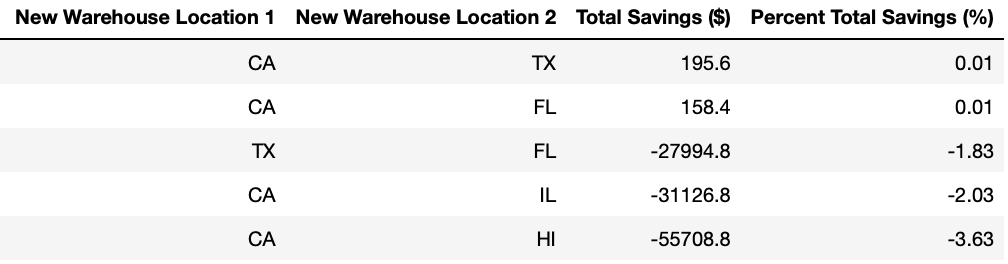 New Warehouse Location 1 New Warehouse Location 2 Total Savings ($) Percent Total Savings (%)
CA TX 195.6 0.01
CA FL 158.4 0.01
TX FL -27994.8 -1.83
CA IL -31126.8 -2.03
CA HI -55708.8 -3.63